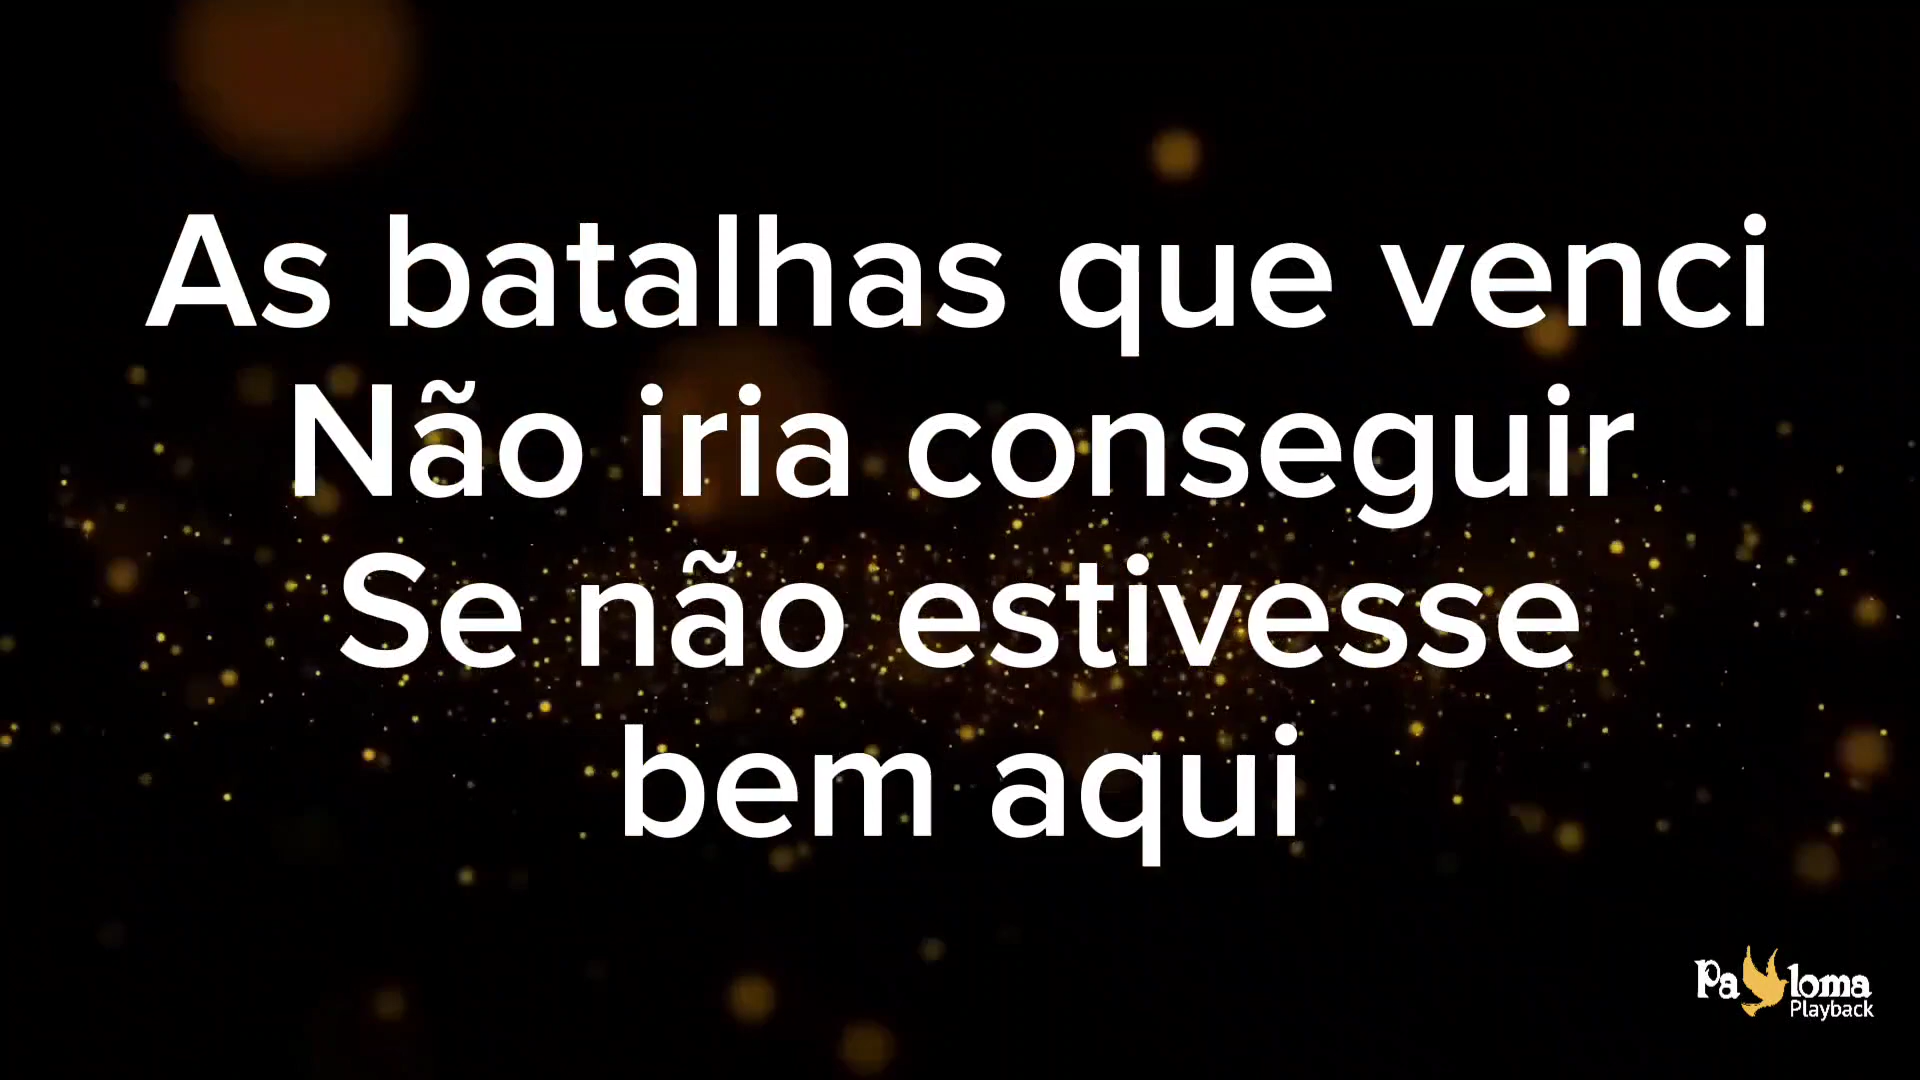 As batalhas que venci
Não iria conseguir
Se não estivesse
bem aqui
Paloma
Playback